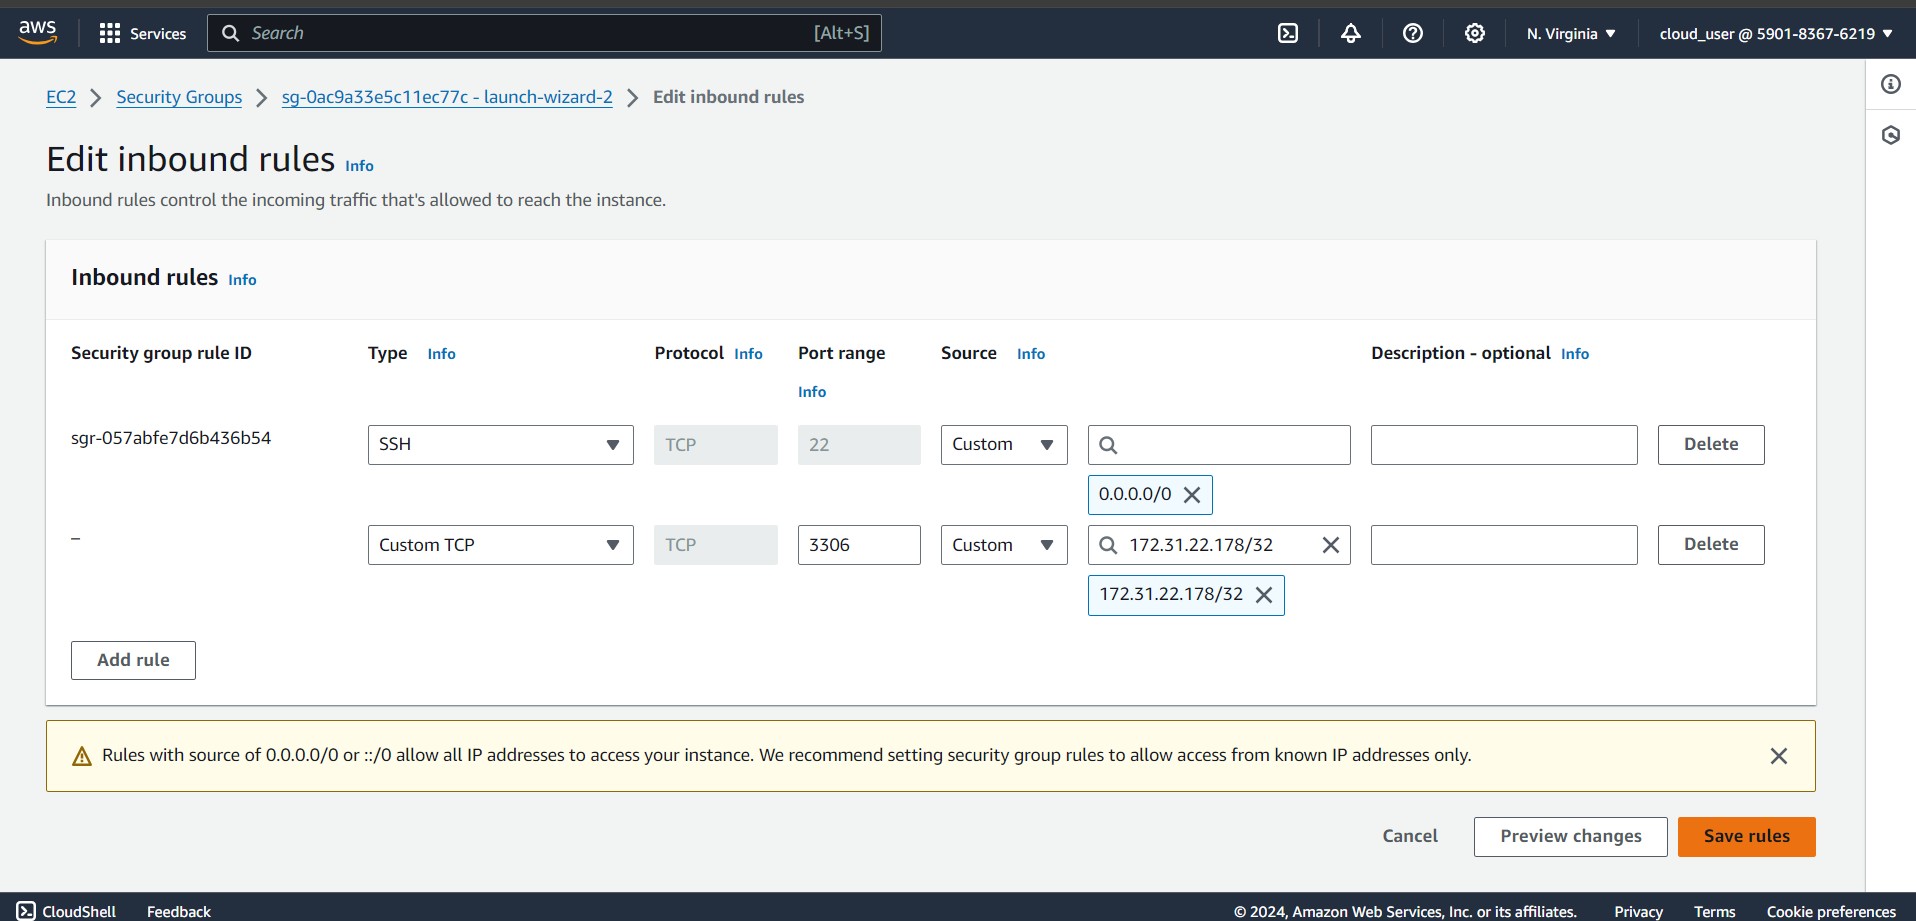 aws
Services
Search
[Alt+S]
N. Virginia
cloud_user @ 5901-8367-6219
EC2
Security Groups
sg-0ac9a33e5c11ec77c - launch-wizard-2
Edit inbound rules
Edit inbound rules Info
Inbound rules control the incoming traffic that's allowed to reach the instance.
Inbound rules Info
Security group rule ID
Type Info
Protocol Info
Port range
Info
Source Info
Description - optional Info
sgr-057abfe7d6b436b54
SSH
TCP
22
Custom
Delete
0.0.0.0/0
–
Custom TCP
TCP
3306
Custom
172.31.22.178/32
Delete
172.31.22.178/32
Add rule
Rules with source of 0.0.0.0/0 or ::/0 allow all IP addresses to access your instance. We recommend setting security group rules to allow access from known IP addresses only.
Cancel
Preview changes
Save rules
CloudShell
Feedback
© 2024, Amazon Web Services, Inc. or its affiliates.
Privacy
Terms
Cookie preferences